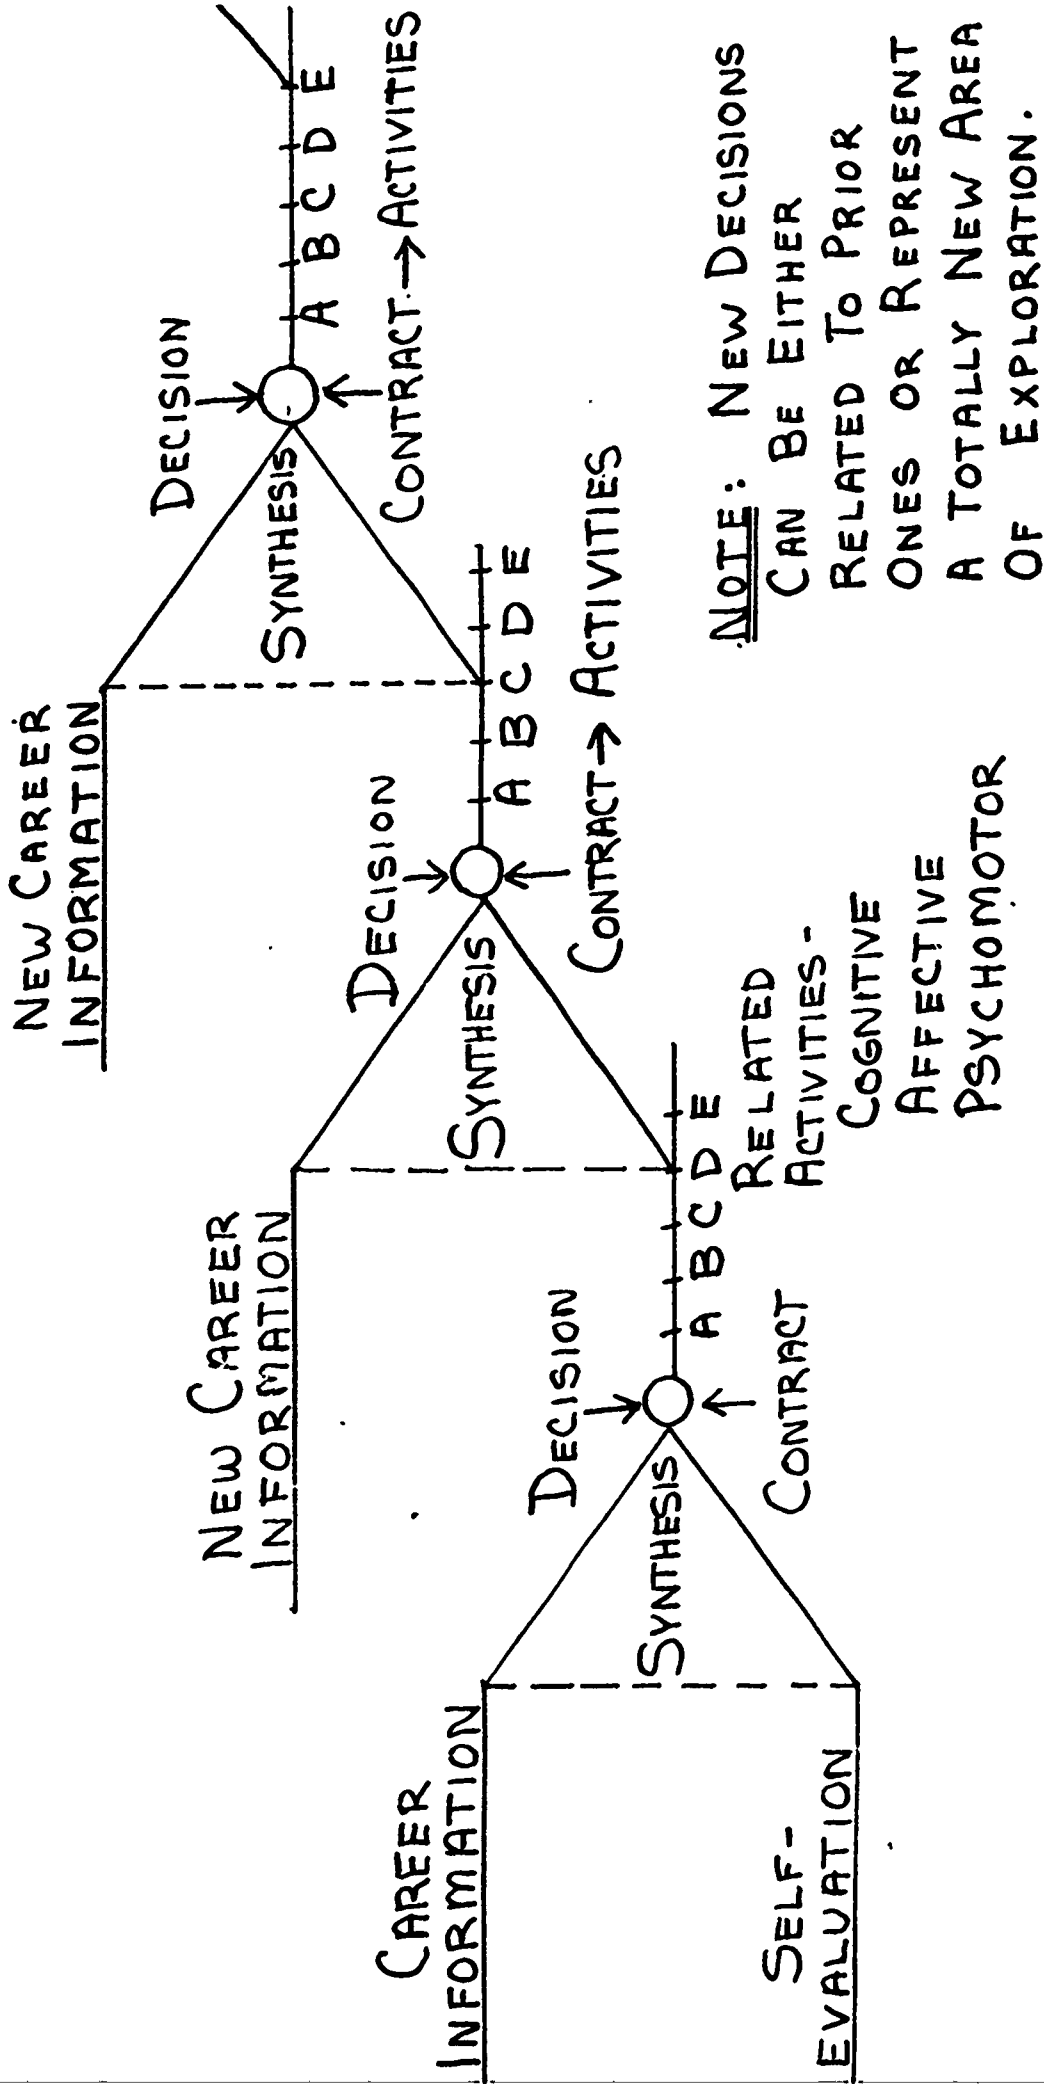 CAREER
INFORMATION
SELF-
EVALUATION
SYNTHESIS
DECISION
CONTRACT
A B C D E
RELATED
ACTIVITIES-
COGNITIVE
AFFECTIVE
PSYCHOMOTOR
NEW CAREER
INFORMATION
SYNTHESIS
DECISION
CONTRACT→ ACTIVITIES
A B C D E
NEW CAREER
INFORMATION
SYNTHESIS
DECISION
CONTRACT→ACTIVITIES
A B C D E
NOTE: NEW DECISIONS
CAN BE EITHER
RELATED TO PRIOR
ONES OR REPRESENT
A TOTALLY NEW AREA
OF EXPLORATION.